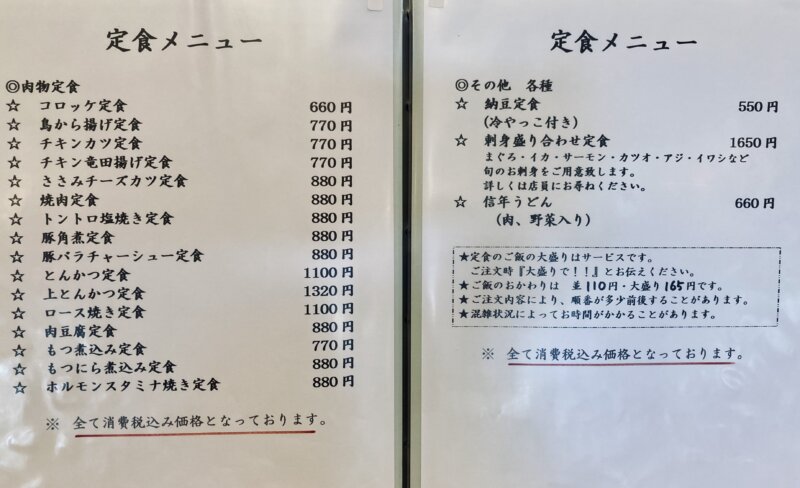 定食メニュー
◎肉物定食
☆ コロッケ定食 660円
☆ 鳥から揚げ定食 770円
☆ チキンカツ定食 770円
☆ チキン竜田揚げ定食 770円
☆ ささみチーズカツ定食 880円
☆ 焼肉定食 880円
☆ トントロ塩焼き定食 880円
☆ 豚角煮定食 880円
☆ 豚バラチャーシュー定食 880円
☆ とんかつ定食 1100円
☆ 上とんかつ定食 1320円
☆ ロース焼き定食 1100円
☆ 肉豆腐定食 880円
☆ もつ煮込み定食 770円
☆ もつにら煮込み定食 880円
☆ ホルモンスタミナ焼き定食 880円
※ 全て消費税込み価格となっております。
定食メニュー
◎その他 各種
☆ 納豆定食 550円
(冷やっこ付き)
☆ 刺身盛り合わせ定食 1650円
まぐろ・イカ・サーモン・カツオ・アジ・イワシなど
旬のお刺身をご用意致します。
詳しくは店員にお尋ねください。
☆ 信年うどん 660円
(肉、野菜入り)
★定食のご飯の大盛りはサービスです。
ご注文時『大盛りで!!』とお伝えください。
★ご飯のおかわりは 並110円・大盛り165円です。
★ご注文内容により、順番が多少前後することがあります。
★混雑状況によってお時間がかかることがあります。
※ 全て消費税込み価格となっております。